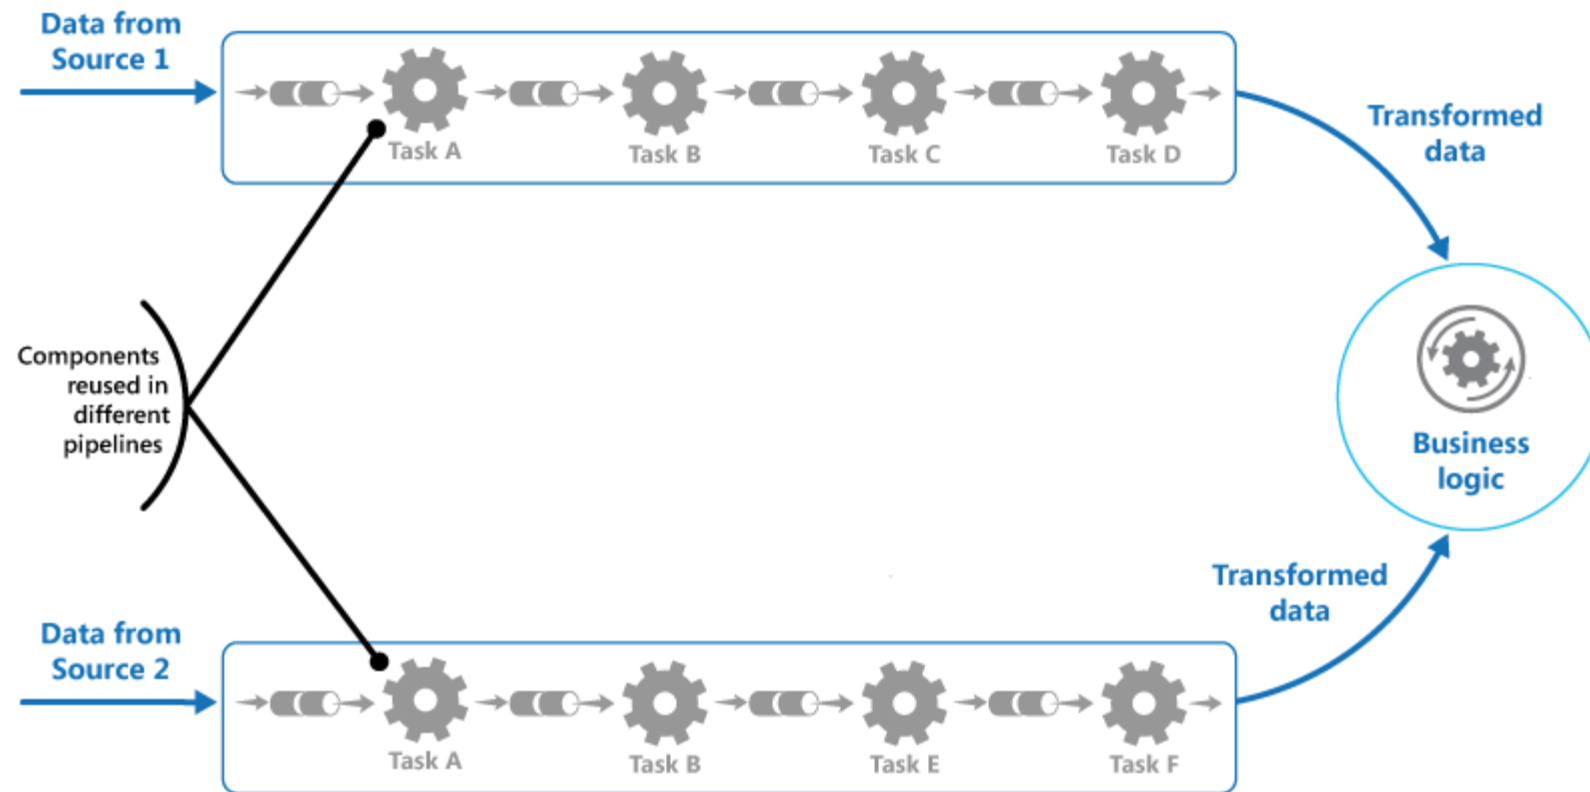 Data from
Source 1
Task A
Task B
Task C
Task D
Transformed
data
Components
reused in
different
pipelines
Business
logic
Transformed
data
Data from
Source 2
Task A
Task B
Task E
Task F